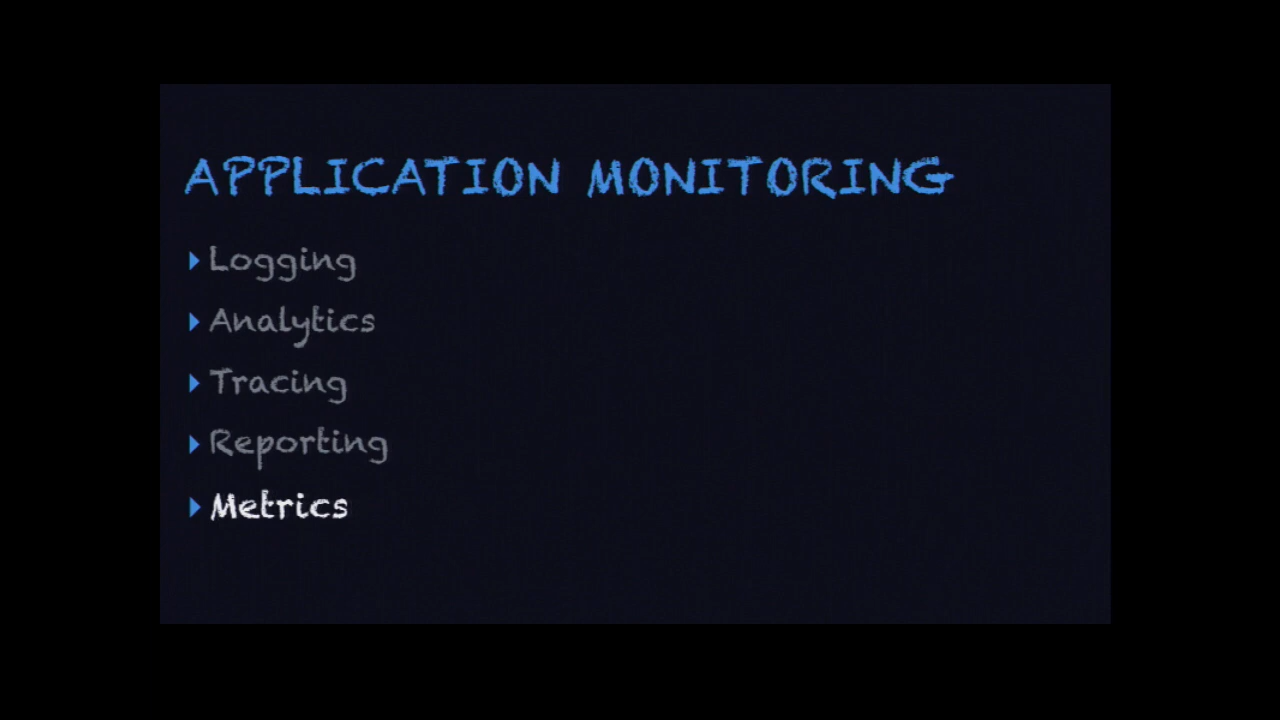 APPLICATION MONITORING
Logging
Analytics
Tracing
Reporting
Metrics